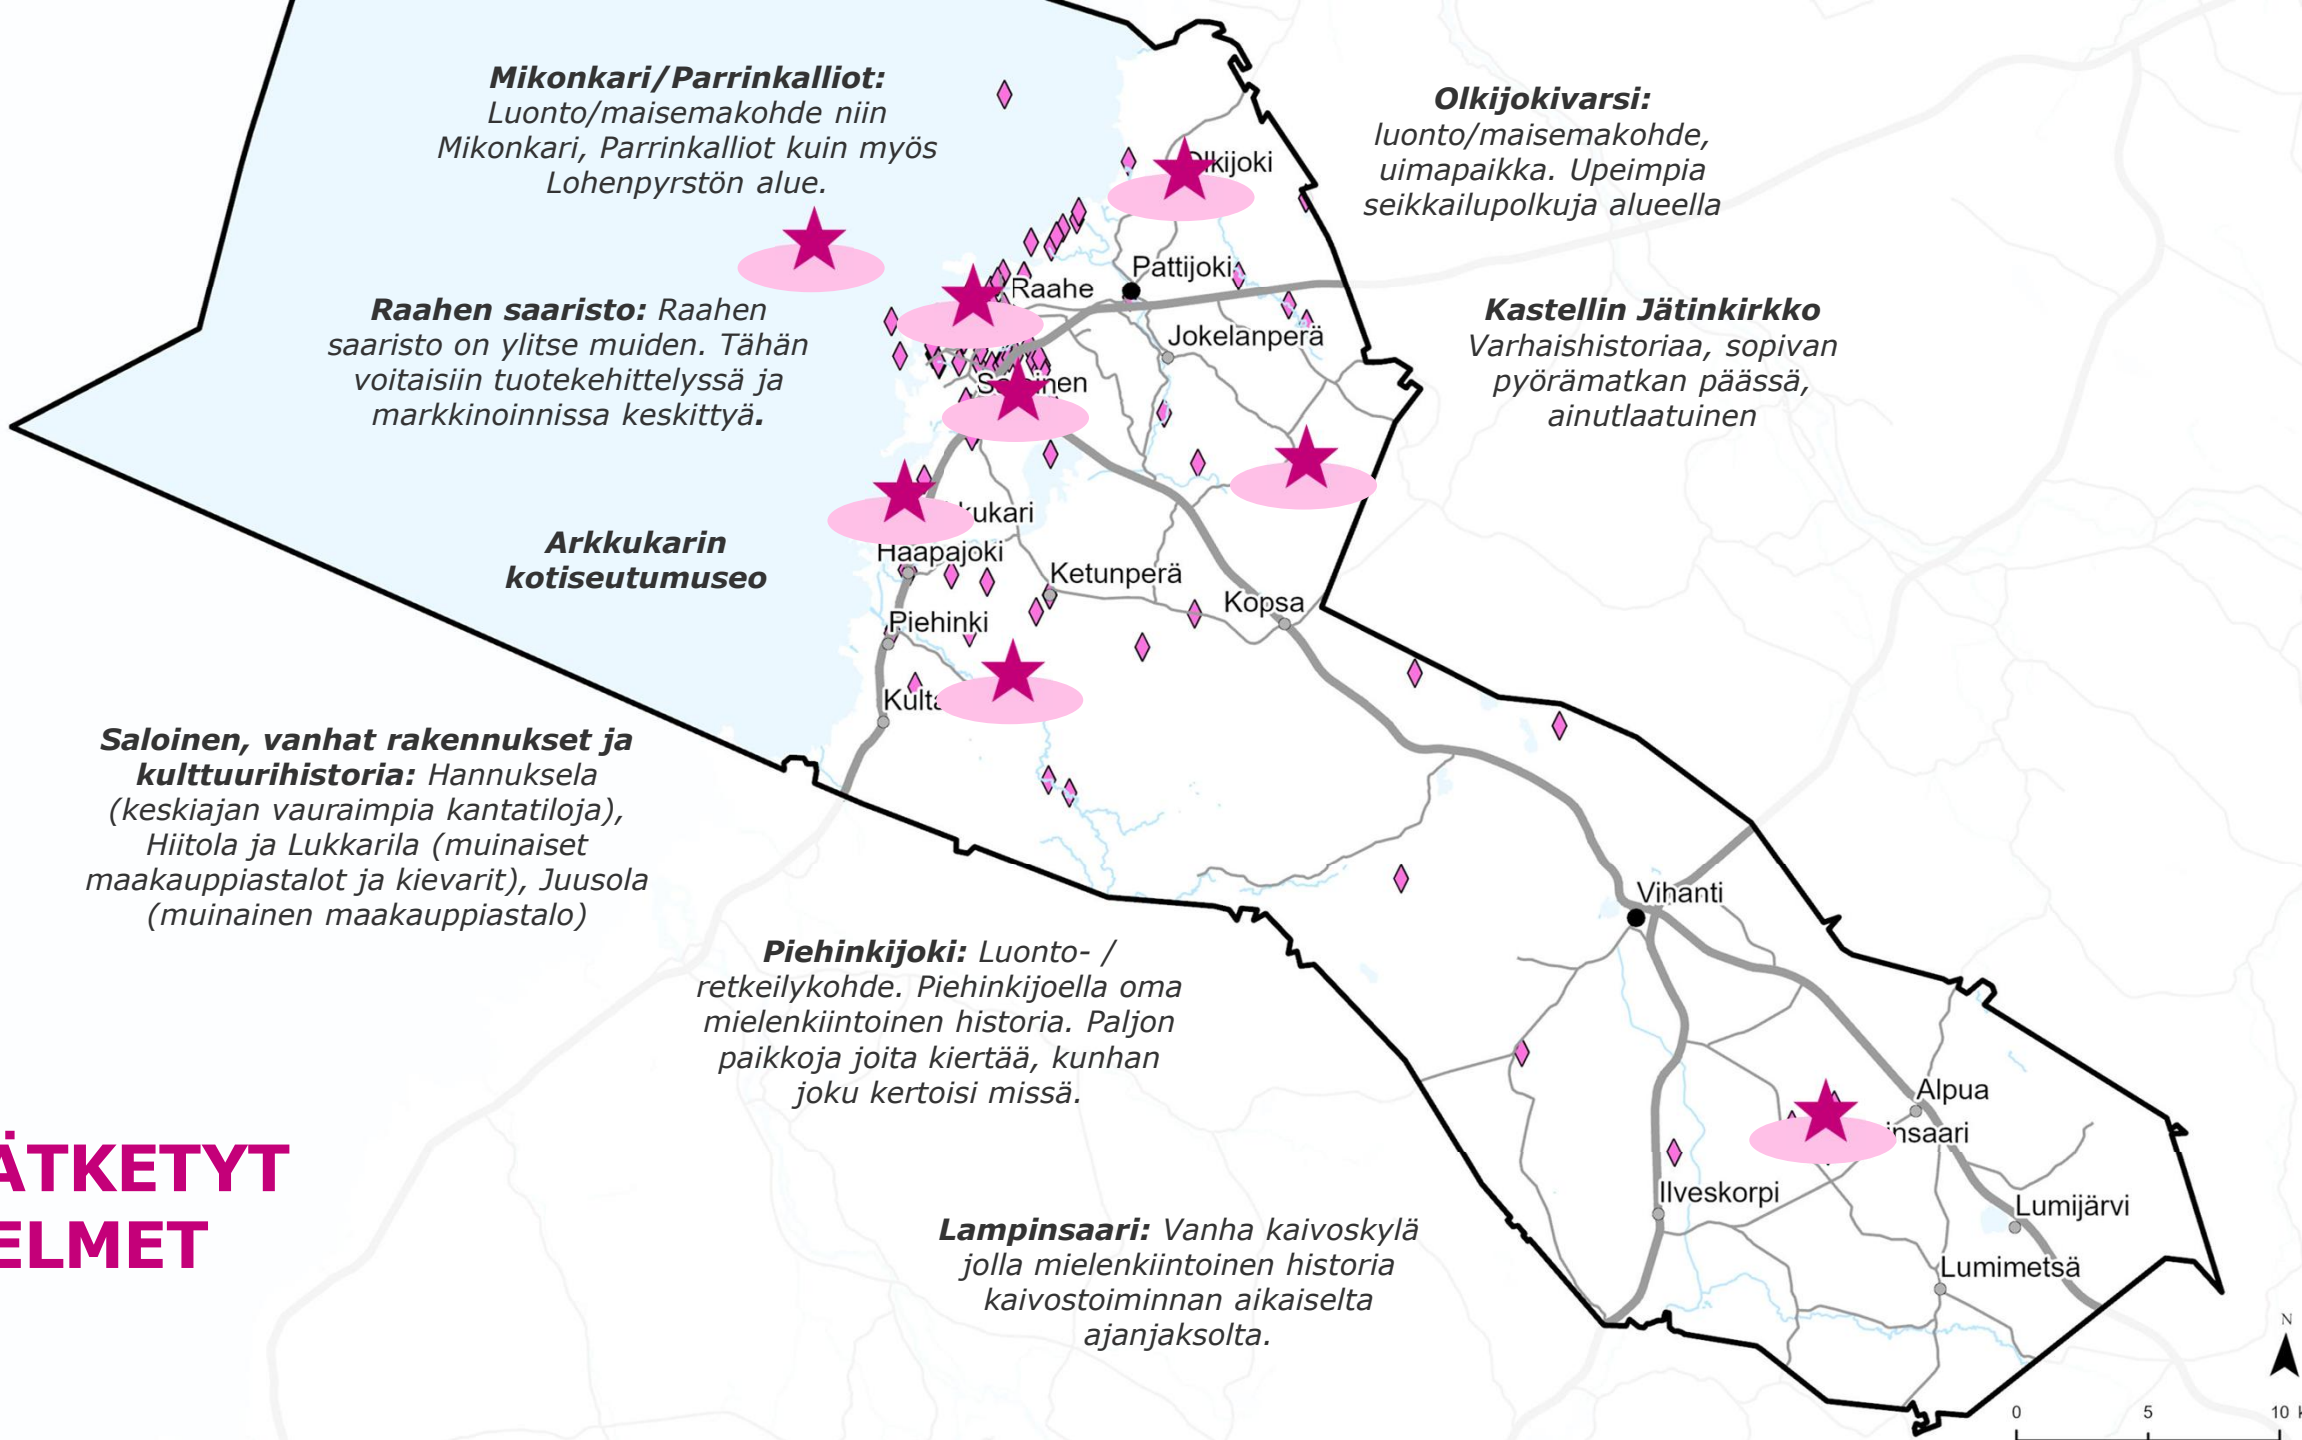 Mikonkari/Parrinkalliot:
Luonto/maisemakohde niin
Mikonkari, Parrinkalliot kuin myös
Lohenpyrstön alue.
Olkijokivarsi:
luonto/maisemakohde,
uimapaikka. Upeimpia
seikkailupolkuja alueella
Raahen saaristo: Raahen
saaristo on ylitse muiden. Tähän
voitaisiin tuotekehittelyssä ja
markkinoinnissa keskittyä.
Kastellin Jätinkirkko
Varhaishistoriaa, sopivan
pyörämatkan päässä,
ainutlaatuinen
Arkkukarin
kotiseutumuseo
Saloinen, vanhat rakennukset ja
kulttuurihistoria: Hannuksela
(keskiajan vauraimpia kantatiloja),
Hiitola ja Lukkarila (muinaiset
maakauppiastalot ja kievarit), Juusola
(muinainen maakauppiastalo)
Piehinkijoki: Luonto- /
retkeilykohde. Piehinkijoella oma
mielenkiintoinen historia. Paljon
paikkoja joita kiertää, kunhan
joku kertoisi missä.
Lampinsaari: Vanha kaivoskylä
jolla mielenkiintoinen historia
kaivostoiminnan aikaiselta
ajanjaksolta.
ÄTKETYT
ELMET
lkijoki
Pattijoki
Raahe
Jokelanperä
kukari
Haapajoki
Ketunperä
Kopsa
Piehinki
Kulta
Vihanti
Alpua
insaari
Ilveskorpi
Lumijärvi
Lumimetsä
N
0 5 10 k